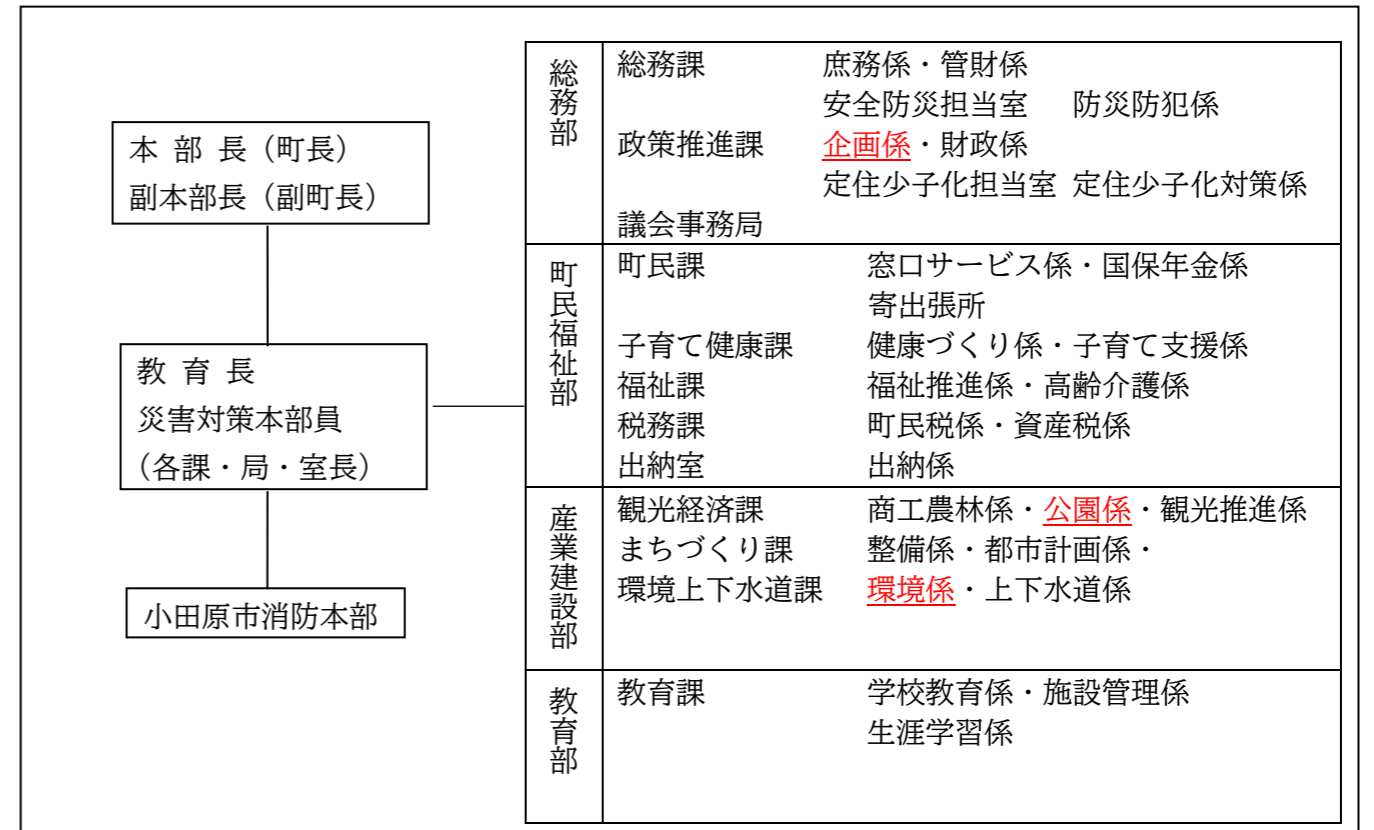 本 部 長（町長）
副本部長（副町長）
教 育 長
災害対策本部員
（各課・局・室長）
小田原市消防本部
総務部
総務課 庶務係・管財係
安全防災担当室 防災防犯係
政策推進課 企画係・財政係
定住少子化担当室 定住少子化対策係
議会事務局
町民福祉部
町民課 窓口サービス係・国保年金係
寄出張所
子育て健康課 健康づくり係・子育て支援係
福祉課 福祉推進係・高齢介護係
税務課 町民税係・資産税係
出納室 出納係
産業建設部
観光経済課 商工農林係・公園係・観光推進係
まちづくり課 整備係・都市計画係・
環境上下水道課 環境係・上下水道係
教育部
教育課 学校教育係・施設管理係
生涯学習係